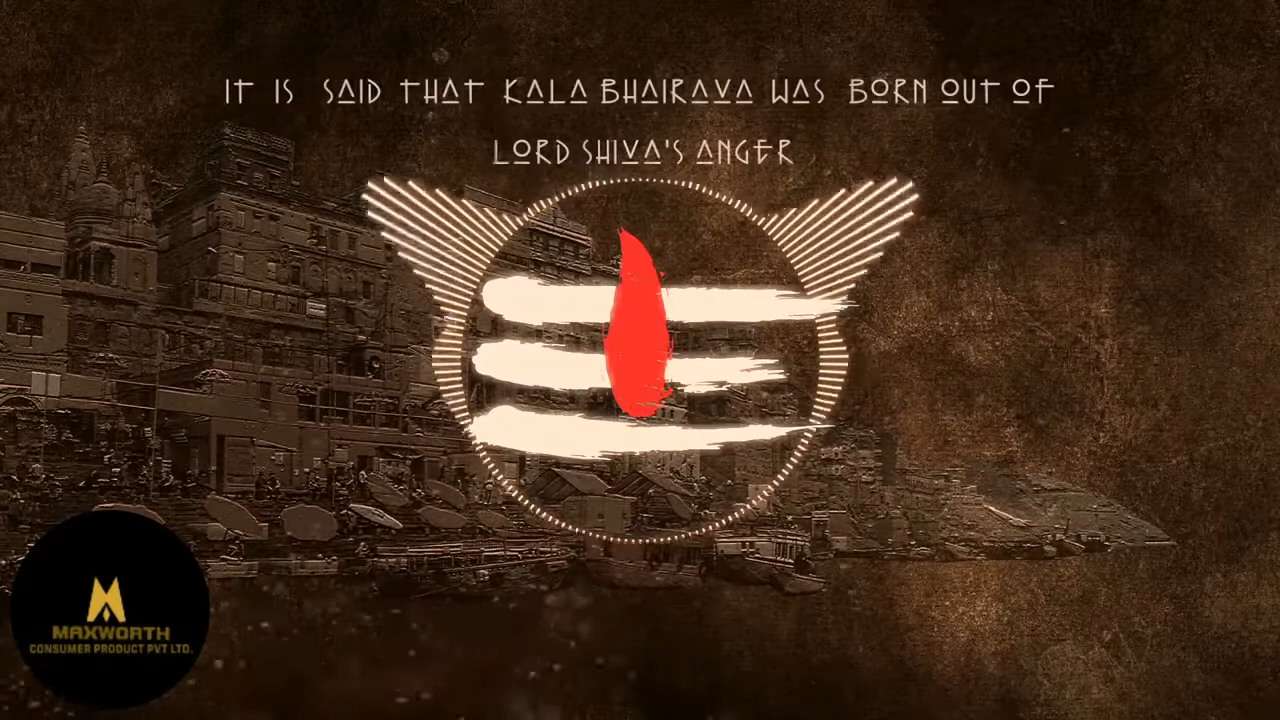 IT IS SAID THAT KALA BHAIRAVA WAS BORN OUT OF
LORD SHIVA'S ANGER
MAXWORTH
CONSUMER PRODUCT PVT LTD.